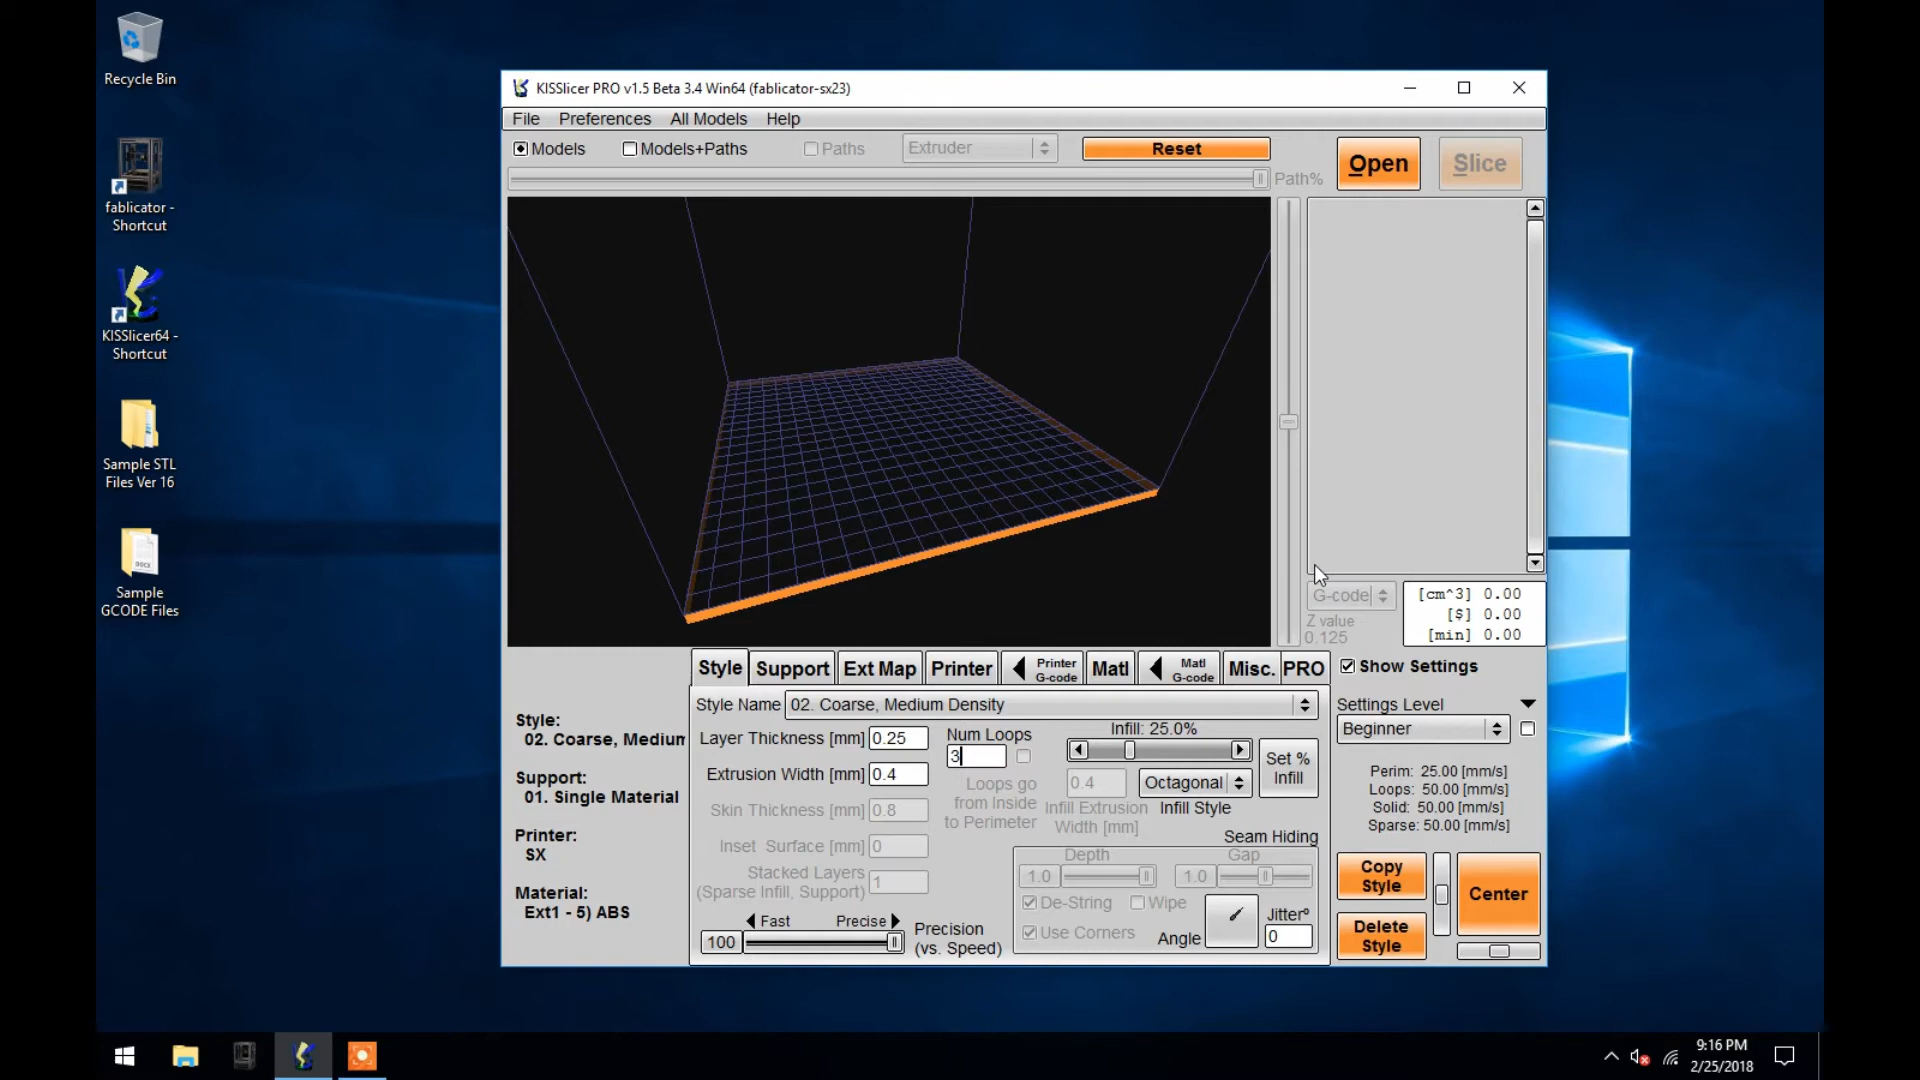 Recycle Bin
fablicator -
Shortcut
KISSlicer64 -
Shortcut
Sample STL
Files Ver 16
DOCX
Sample
GCODE Files
KISSlicer PRO v1.5 Beta 3.4 Win64 (fablicator-sx23)
File Preferences All Models Help
Models Models+Paths Paths Extruder Reset
Open Slice
Path%
G-code
Z value
0.125
[cm^3] 0.00
[$] 0.00
[min] 0.00
Style Support Ext Map Printer Printer G-code Matl Matl G-code Misc. PRO
Show Settings
Style:
02. Coarse, Medium
Support:
01. Single Material
Printer:
SX
Material:
Ext1 - 5) ABS
Style Name 02. Coarse, Medium Density
Layer Thickness [mm] 0.25
Extrusion Width [mm] 0.4
Skin Thickness [mm] 0.8
Inset Surface [mm] 0
Stacked Layers
(Sparse Infill, Support) 1
Fast Precise
100
Precision
(vs. Speed)
Num Loops
3
Loops go
from Inside
to Perimeter
Infill: 25.0%
Set %
Infill
0.4
Octagonal
Infill Extrusion
Width [mm]
Infill Style
Seam Hiding
Depth Gap
1.0 1.0
De-String Wipe
Use Corners
Angle
Jitterº
0
Settings Level
Beginner
Perim: 25.00 [mm/s]
Loops: 50.00 [mm/s]
Solid: 50.00 [mm/s]
Sparse: 50.00 [mm/s]
Copy
Style
Delete
Style
Center
9:16 PM
2/25/2018